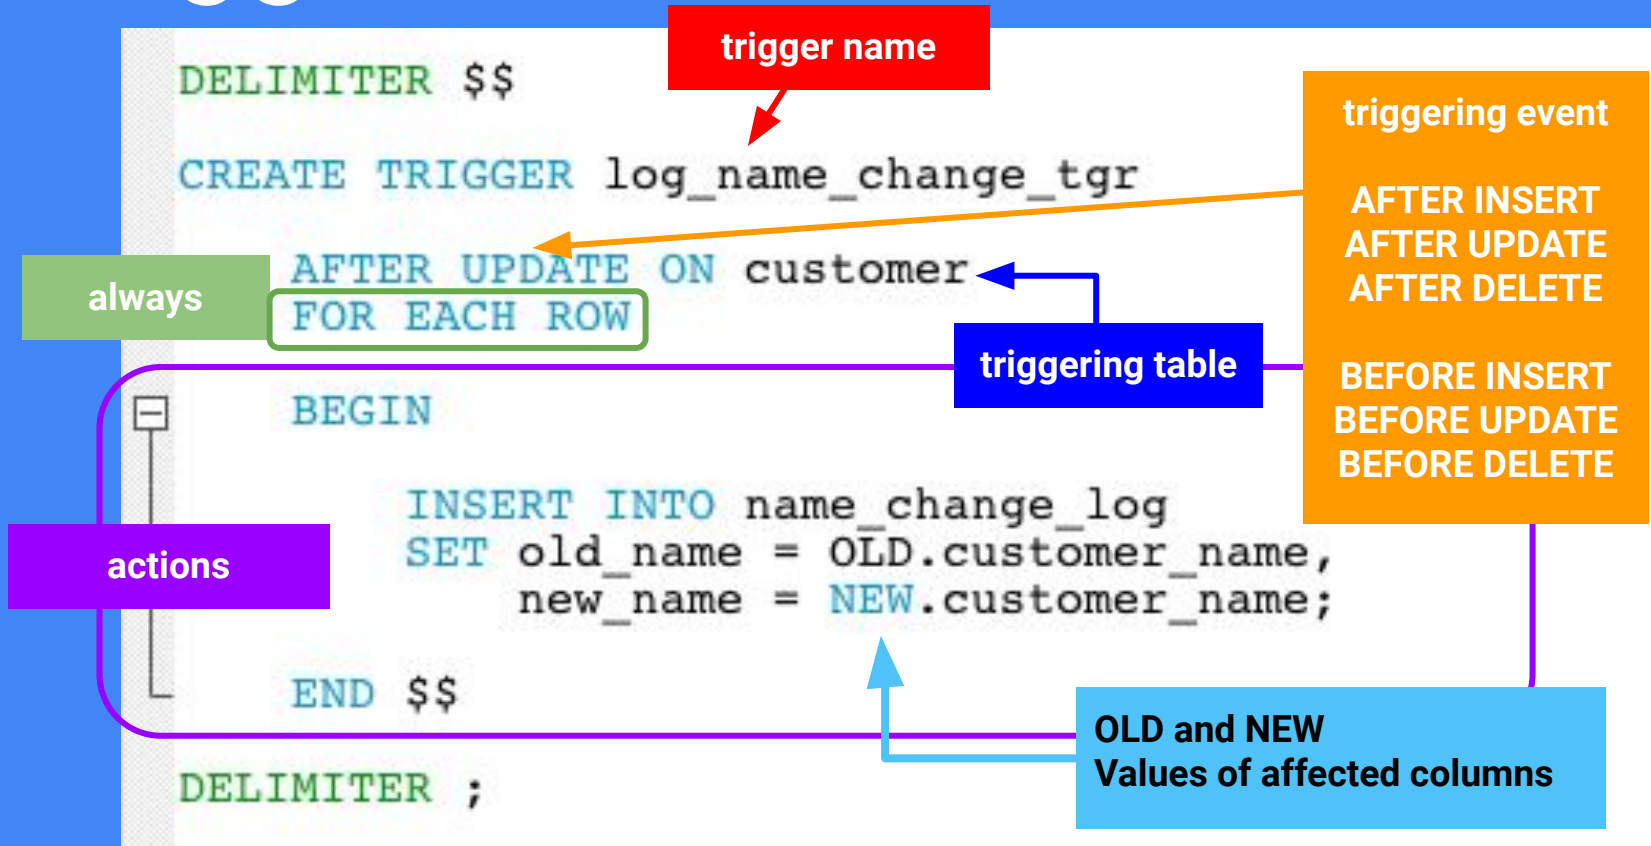 trigger name
DELIMITER $$
triggering event
CREATE TRIGGER log_name_change_tgr
AFTER INSERT
AFTER UPDATE
AFTER DELETE
BEFORE INSERT
BEFORE UPDATE
BEFORE DELETE
AFTER UPDATE ON customer
always
FOR EACH ROW
triggering table
BEGIN
INSERT INTO name_change_log
SET old_name = OLD.customer_name,
new_name = NEW.customer_name;
actions
END $$
OLD and NEW
Values of affected columns
DELIMITER ;